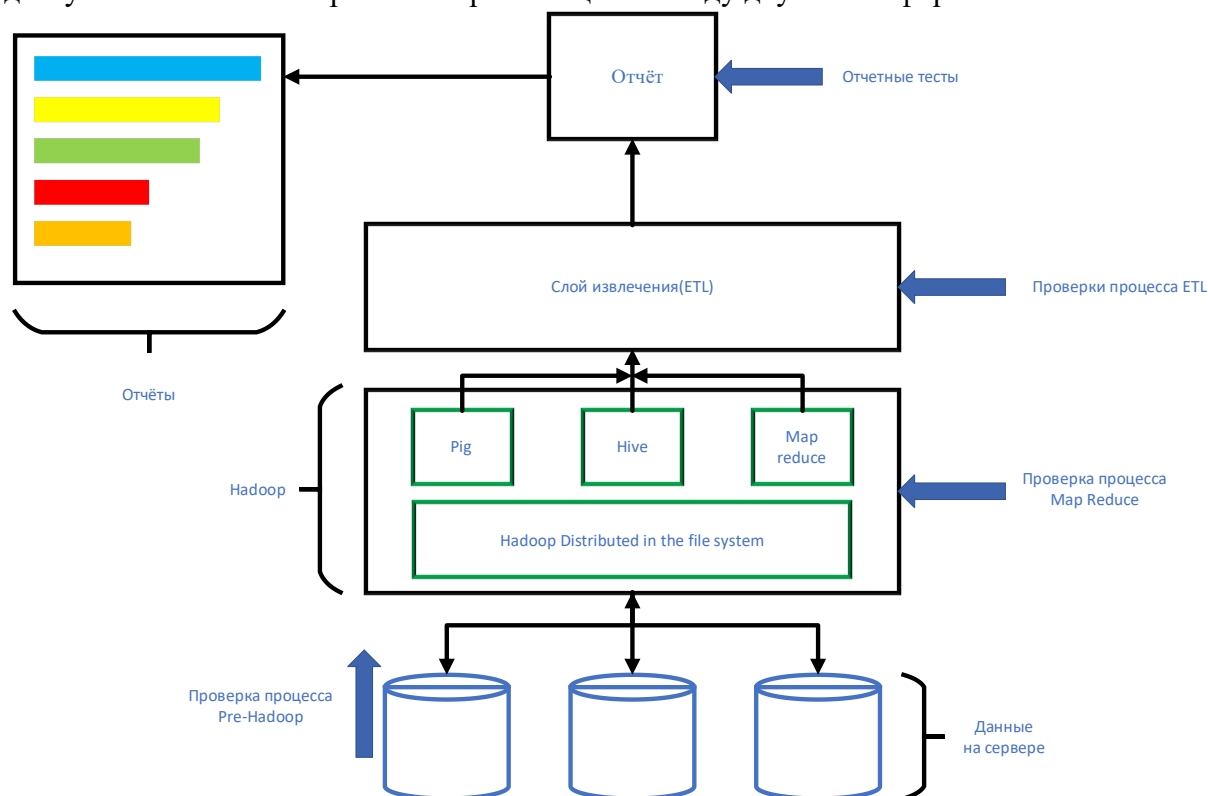 Отчёт
Отчетные тесты
Слой извлечения(ETL)
Проверки процесса ETL
Отчёты
Pig
Hive
Map
reduce
Hadoop
Проверка процесса
Map Reduce
Hadoop Distributed in the file system
Проверка процесса
Pre-Hadoop
Данные
на сервере